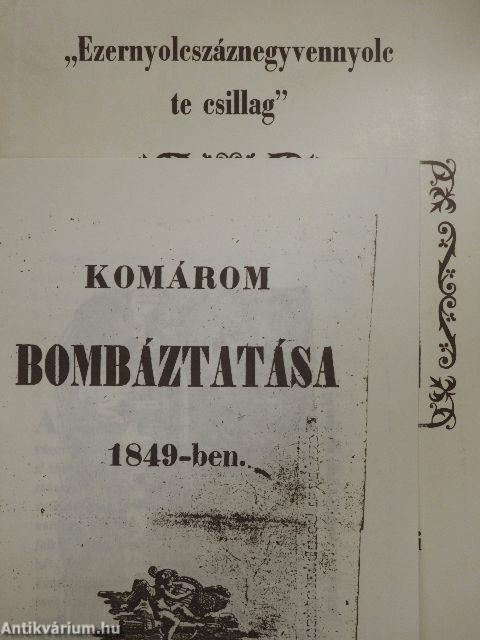 „Ezernyolcszáznegyvennyolc
te csillag”
KOMÁROM
BOMBÁZTATÁSA
1849-ben.
Antikvárium.hu